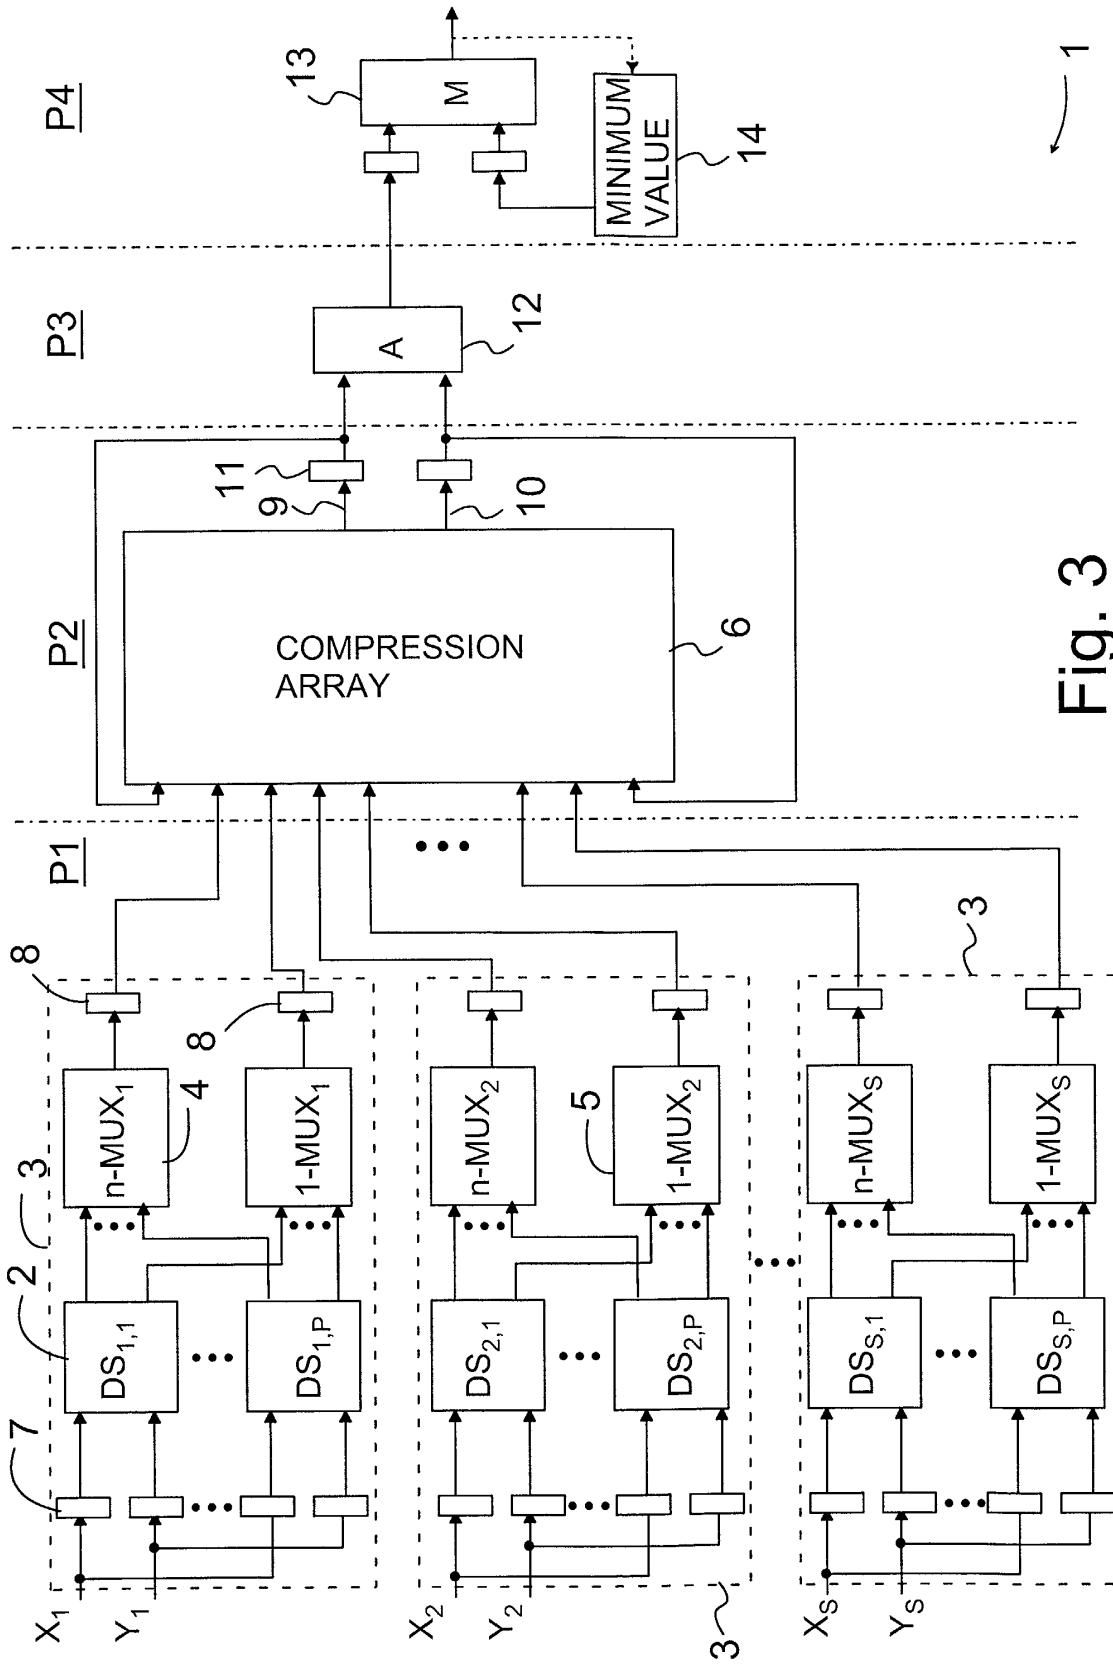 P1
P2
P3
P4
X1
Y1
7
2
DS1,1
DS1,P
3
n-MUX1
4
1-MUX1
8
8
X2
Y2
DS2,1
DS2,P
n-MUX2
5
1-MUX2
3
XS
YS
DSS,1
DSS,P
n-MUXS
1-MUXS
3
COMPRESSION
ARRAY
6
9
10
11
A
12
M
13
MINIMUM
VALUE
14
1
Fig. 3